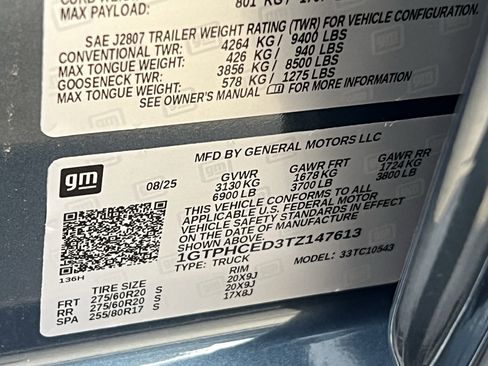 MAX PAYLOAD: 801 KG /
SAE J2807 TRAILER WEIGHT RATING (TWR) FOR VEHICLE CONFIGURATION:
CONVENTIONAL TWR: 4264 KG / 9400 LBS
MAX TONGUE WEIGHT: 426 KG / 940 LBS
GOOSENECK TWR: 3856 KG / 8500 LBS
MAX TONGUE WEIGHT: 578 KG / 1275 LBS
SEE OWNER'S MANUAL FOR MORE INFORMATION
gm
MFD BY GENERAL MOTORS LLC
08/25 GVWR GAWR FRT GAWR RR
3130 KG 1678 KG 1724 KG
6900 LB 3700 LB 3800 LB
THIS VEHICLE CONFORMS TO ALL
APPLICABLE U.S. FEDERAL MOTOR
VEHICLE SAFETY STANDARDS IN EFFECT
ON THE DATE OF MANUFACTURE
1GTPHCED3TZ147613
TYPE: TRUCK MODEL: 33TC10543
136H
TIRE SIZE RIM
FRT 275/60R20 S 20X9J
RR 275/60R20 S 20X9J
SPA 255/80R17 S 17X8J